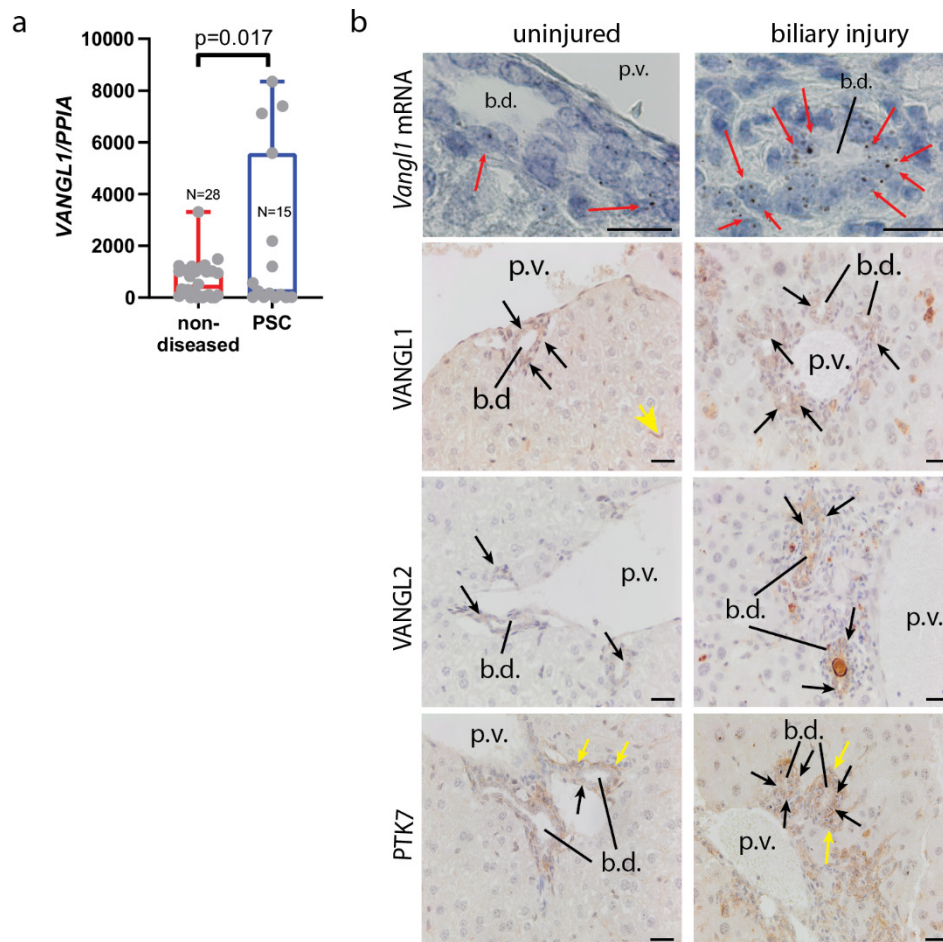 a
p=0.017
10000
8000
6000
4000
2000
0
VANGL1/PPIA
N=28
N=15
non-
diseased
PSC
b
uninjured
biliary injury
Vangl1 mRNA
p.v.
b.d.
b.d.
VANGL1
p.v.
b.d
b.d.
p.v.
VANGL2
p.v.
b.d.
b.d.
p.v.
PTK7
p.v.
b.d.
b.d.
p.v.